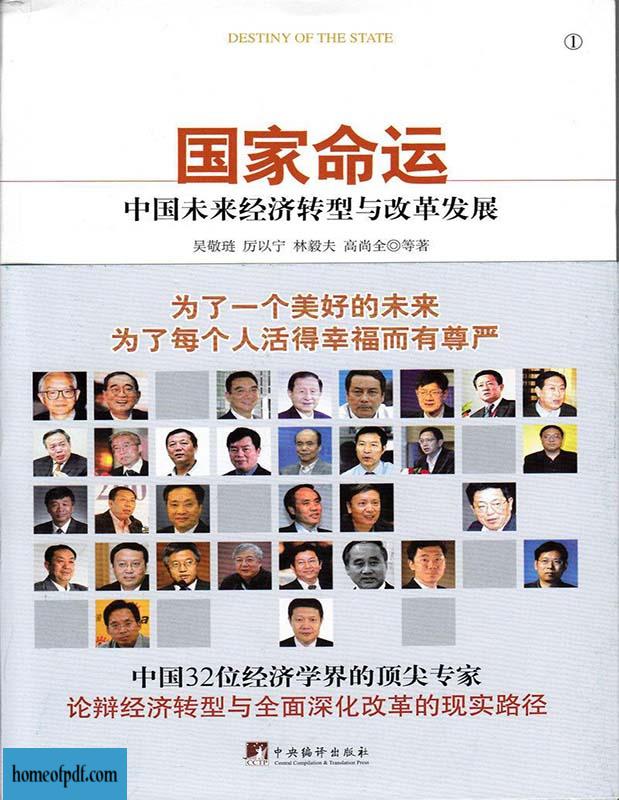 DESTINY OF THE STATE
①
国家命运
中国未来经济转型与改革发展
吴敬琏 厉以宁 林毅夫 高尚全◎等著
为了一个美好的未来
为了每个人活得幸福而有尊严
中国32位经济学界的顶尖专家
论辩经济转型与全面深化改革的现实路径
CCTP
中央编译出版社
Central Compilation & Translation Press
homeofpdf.com